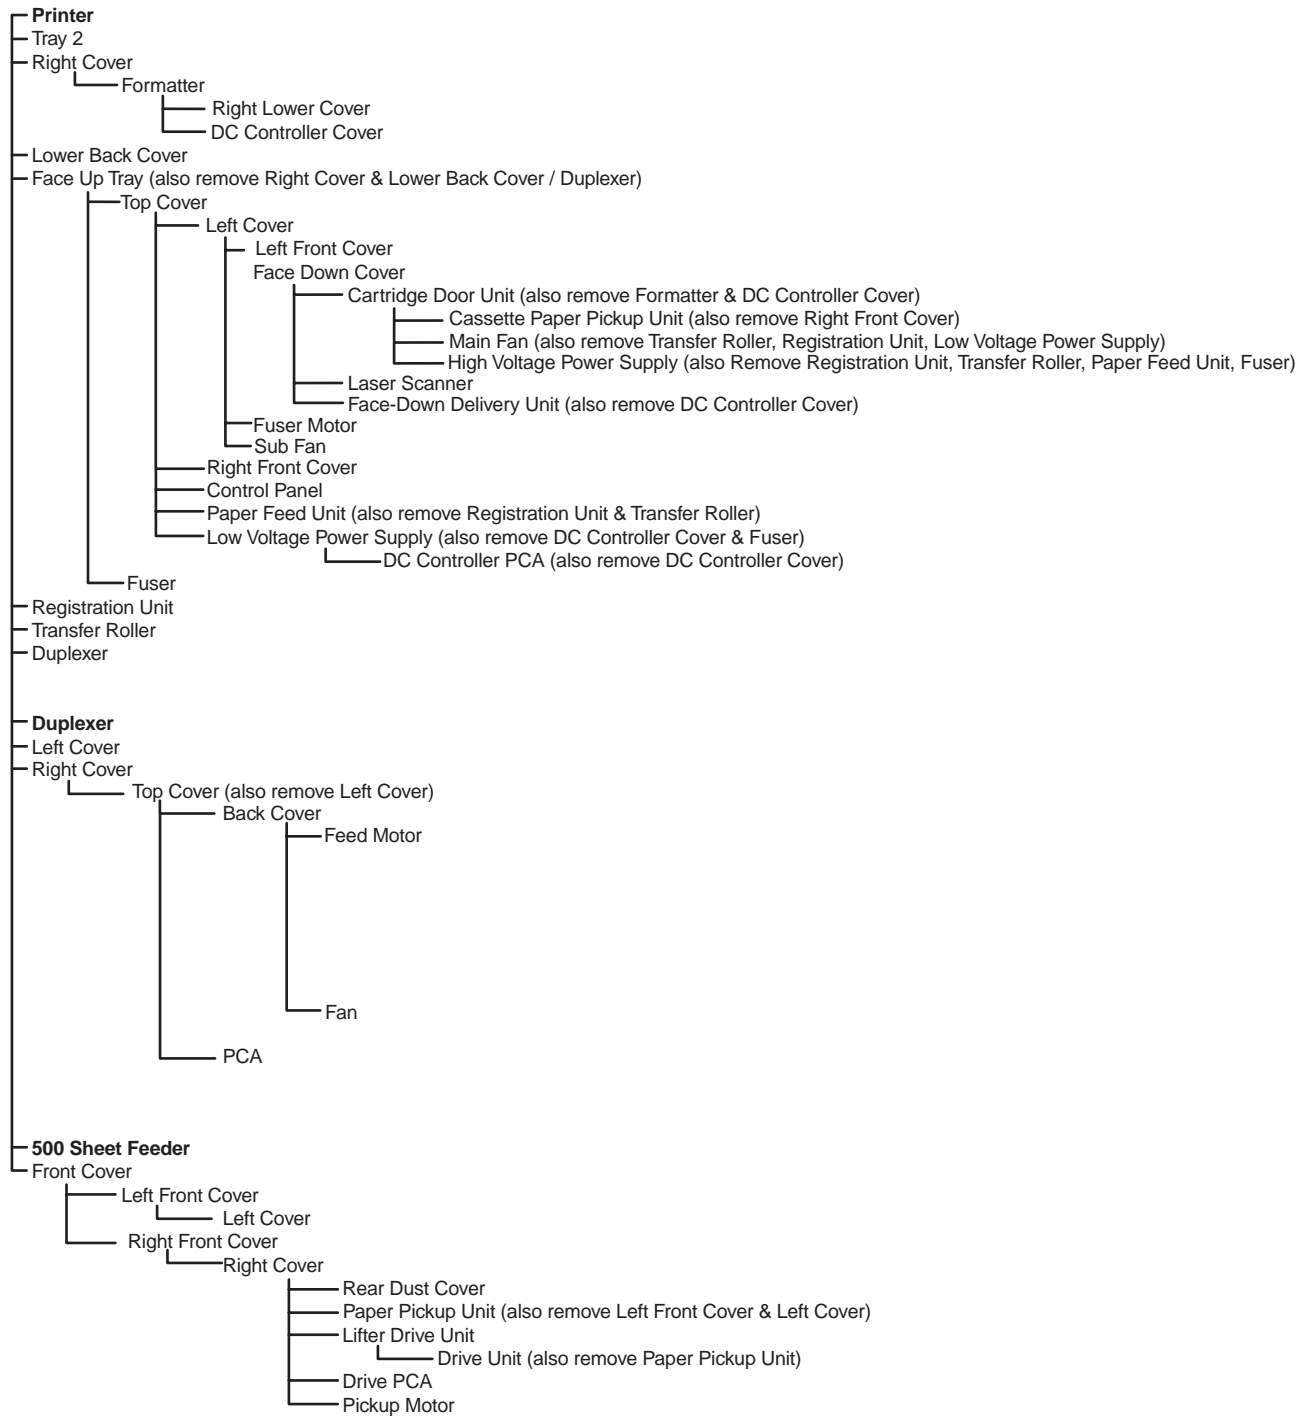 Printer
Tray 2
Right Cover
Formatter
Right Lower Cover
DC Controller Cover
Lower Back Cover
Face Up Tray (also remove Right Cover & Lower Back Cover / Duplexer)
Top Cover
Left Cover
Left Front Cover
Face Down Cover
Cartridge Door Unit (also remove Formatter & DC Controller Cover)
Cassette Paper Pickup Unit (also remove Right Front Cover)
Main Fan (also remove Transfer Roller, Registration Unit, Low Voltage Power Supply)
High Voltage Power Supply (also Remove Registration Unit, Transfer Roller, Paper Feed Unit, Fuser)
Laser Scanner
Face-Down Delivery Unit (also remove DC Controller Cover)
Fuser Motor
Sub Fan
Right Front Cover
Control Panel
Paper Feed Unit (also remove Registration Unit & Transfer Roller)
Low Voltage Power Supply (also remove DC Controller Cover & Fuser)
DC Controller PCA (also remove DC Controller Cover)
Fuser
Registration Unit
Transfer Roller
Duplexer
Duplexer
Left Cover
Right Cover
Top Cover (also remove Left Cover)
Back Cover
Feed Motor
Fan
PCA
500 Sheet Feeder
Front Cover
Left Front Cover
Left Cover
Right Front Cover
Right Cover
Rear Dust Cover
Paper Pickup Unit (also remove Left Front Cover & Left Cover)
Lifter Drive Unit
Drive Unit (also remove Paper Pickup Unit)
Drive PCA
Pickup Motor